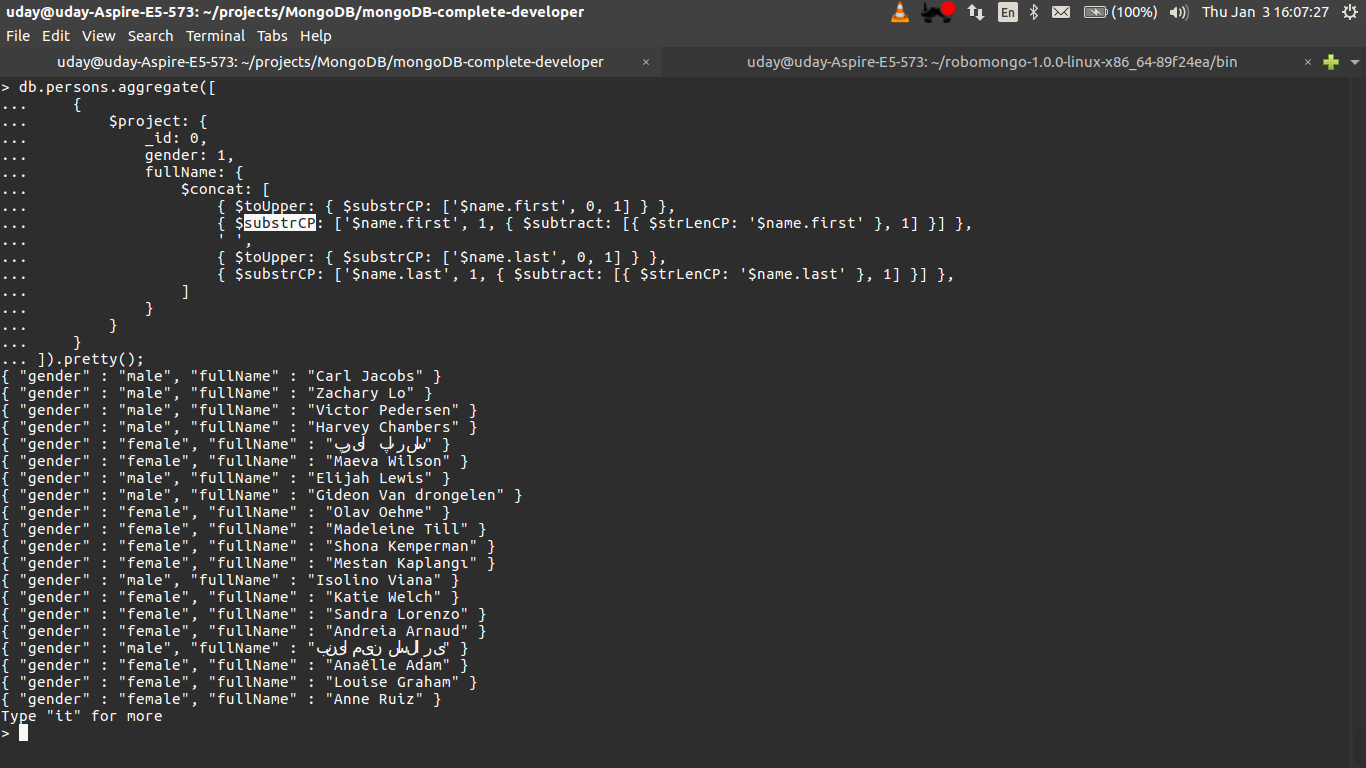 uday@uday-Aspire-E5-573: ~/projects/MongoDB/mongoDB-complete-developer
En (100%) Thu Jan 3 16:07:27
File Edit View Search Terminal Tabs Help
uday@uday-Aspire-E5-573: ~/projects/MongoDB/mongoDB-complete-developer × uday@uday-Aspire-E5-573: ~/robomongo-1.0.0-linux-x86_64-89f24ea/bin ×
> db.persons.aggregate([
...     {
...         $project: {
...             _id: 0,
...             gender: 1,
...             fullName: {
...                 $concat: [
...                     { $toUpper: { $substrCP: ['$name.first', 0, 1] } },
...                     { $substrCP: ['$name.first', 1, { $subtract: [{ $strLenCP: '$name.first' }, 1] }] },
...                     ' ',
...                     { $toUpper: { $substrCP: ['$name.last', 0, 1] } },
...                     { $substrCP: ['$name.last', 1, { $subtract: [{ $strLenCP: '$name.last' }, 1] }] },
...                 ]
...             }
...         }
...     }
... ]).pretty();
{ "gender" : "male", "fullName" : "Carl Jacobs" }
{ "gender" : "male", "fullName" : "Zachary Lo" }
{ "gender" : "male", "fullName" : "Victor Pedersen" }
{ "gender" : "male", "fullName" : "Harvey Chambers" }
{ "gender" : "female", "fullName" : "" }
{ "gender" : "female", "fullName" : "Maeva Wilson" }
{ "gender" : "male", "fullName" : "Elijah Lewis" }
{ "gender" : "male", "fullName" : "Gideon Van drongelen" }
{ "gender" : "female", "fullName" : "Olav Oehme" }
{ "gender" : "female", "fullName" : "Madeleine Till" }
{ "gender" : "female", "fullName" : "Shona Kemperman" }
{ "gender" : "female", "fullName" : "Mestan Kaplangı" }
{ "gender" : "male", "fullName" : "Isolino Viana" }
{ "gender" : "female", "fullName" : "Katie Welch" }
{ "gender" : "female", "fullName" : "Sandra Lorenzo" }
{ "gender" : "female", "fullName" : "Andreia Arnaud" }
{ "gender" : "male", "fullName" : "بنیامین سالاری" }
{ "gender" : "female", "fullName" : "Anaëlle Adam" }
{ "gender" : "female", "fullName" : "Louise Graham" }
{ "gender" : "female", "fullName" : "Anne Ruiz" }
Type "it" for more
>